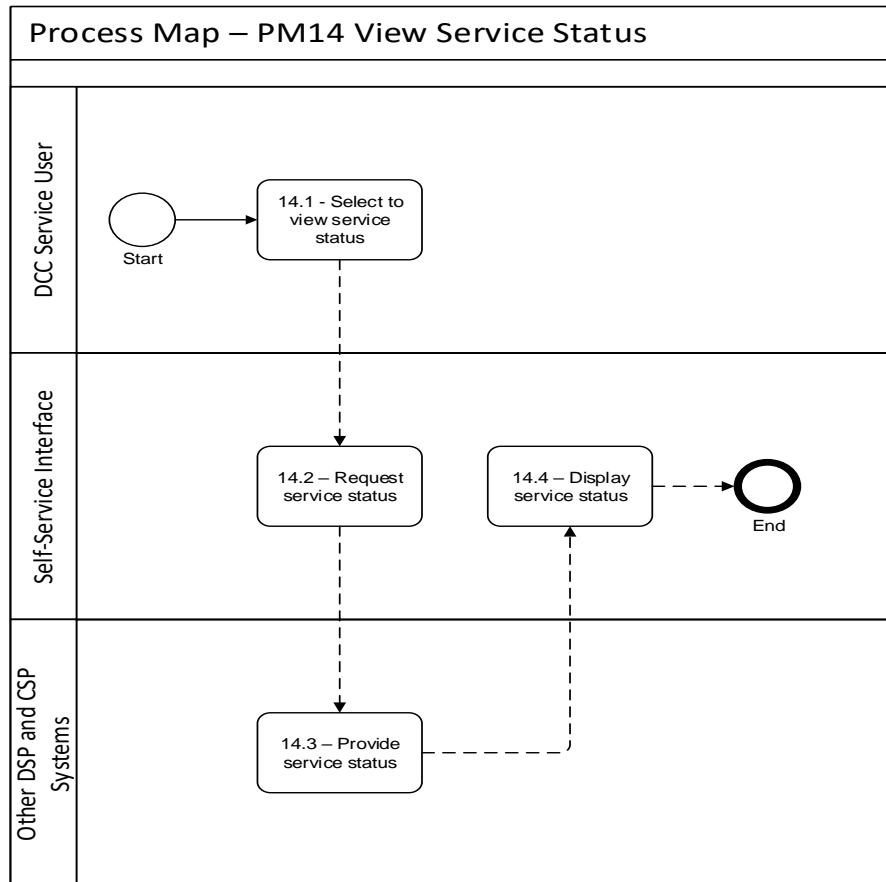 Process Map – PM14 View Service Status
DCC Service User
Start
14.1 - Select to
view service
status
Self-Service Interface
14.2 – Request
service status
14.4 – Display
service status
End
Other DSP and CSP
Systems
14.3 – Provide
service status